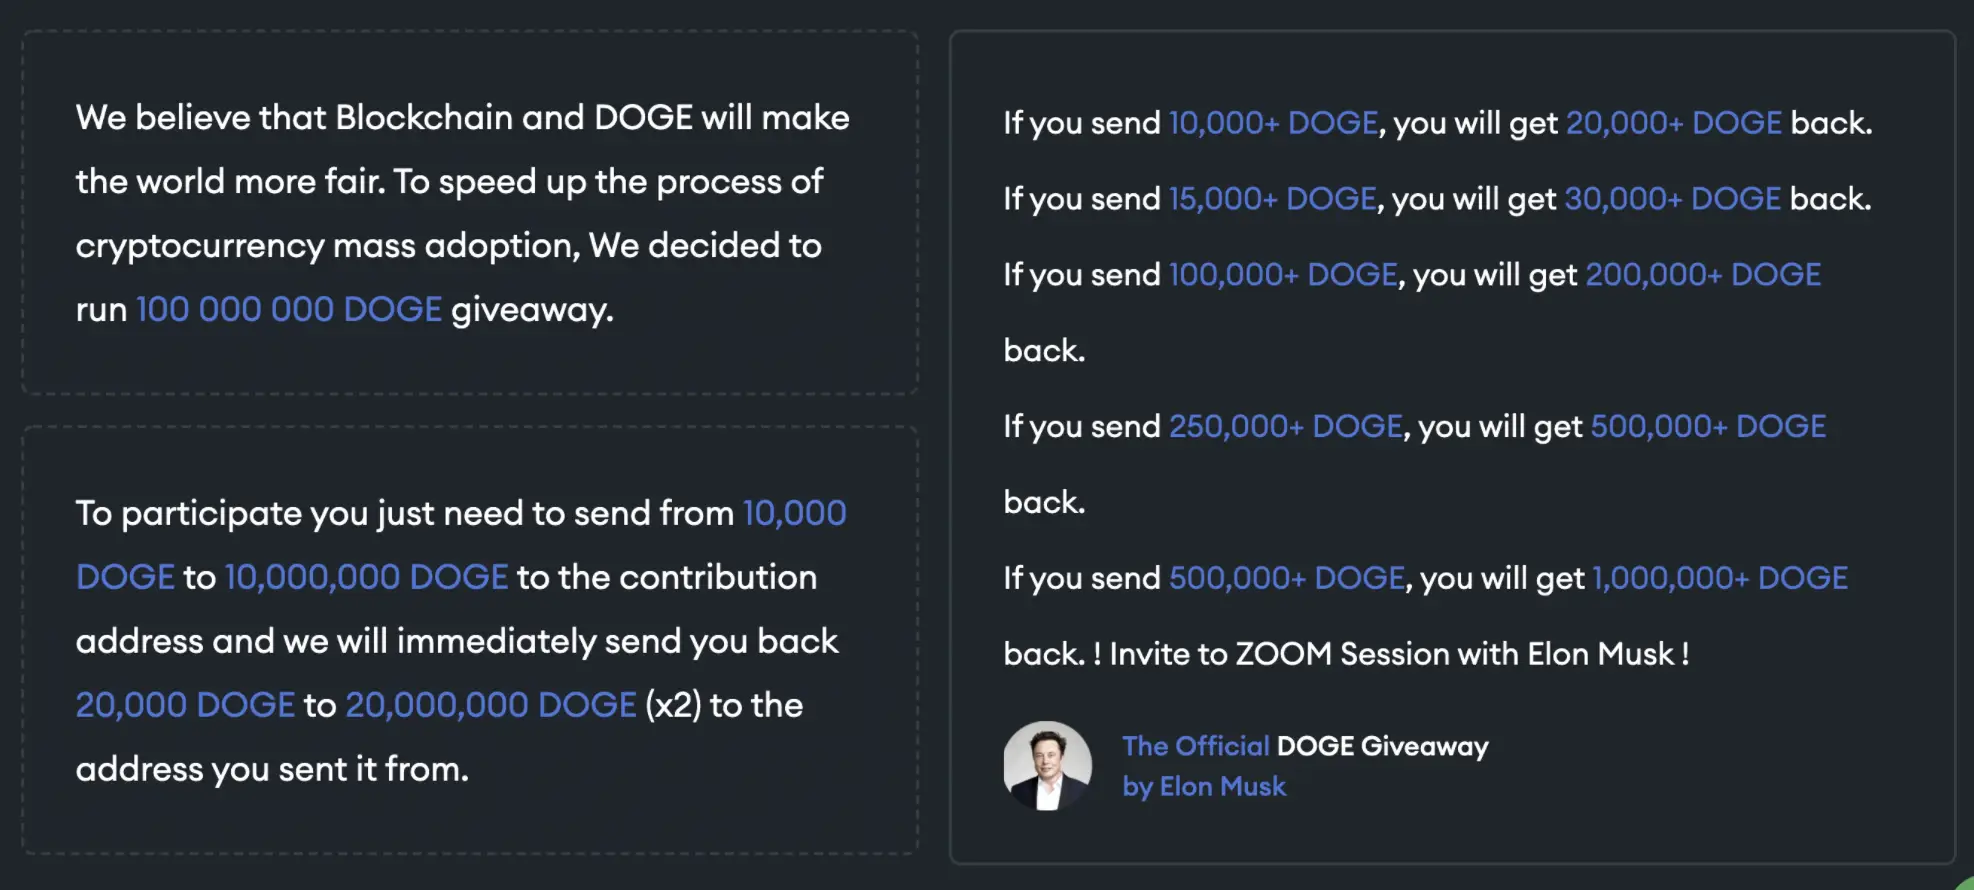 We believe that Blockchain and DOGE will make
the world more fair. To speed up the process of
cryptocurrency mass adoption, We decided to
run 100 000 000 DOGE giveaway.
To participate you just need to send from 10,000
DOGE to 10,000,000 DOGE to the contribution
address and we will immediately send you back
20,000 DOGE to 20,000,000 DOGE (x2) to the
address you sent it from.
If you send 10,000+ DOGE, you will get 20,000+ DOGE back.
If you send 15,000+ DOGE, you will get 30,000+ DOGE back.
If you send 100,000+ DOGE, you will get 200,000+ DOGE
back.
If you send 250,000+ DOGE, you will get 500,000+ DOGE
back.
If you send 500,000+ DOGE, you will get 1,000,000+ DOGE
back. ! Invite to ZOOM Session with Elon Musk !
The Official DOGE Giveaway
by Elon Musk